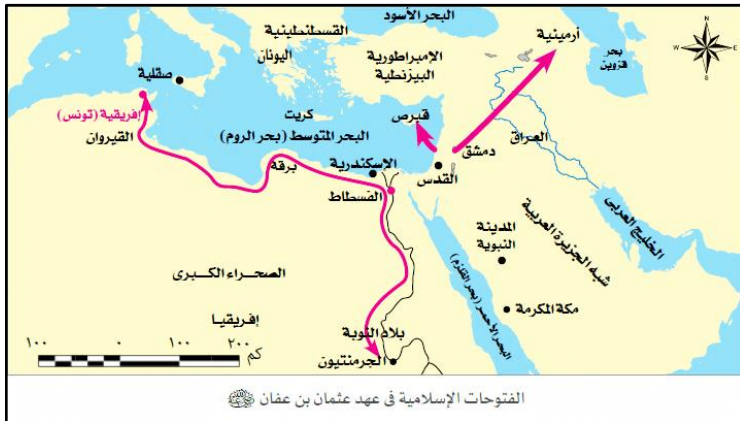 البحر الأسود
القسطنطينية
أرمينية
اليونان
الإمبراطورية
البيزنطية
بحر
قزوين
صقلية
قبرص
كريت
إفريقية (تونس)
البحر المتوسط (بحر الروم)
القيروان
العراق
دمشق
الإسكندرية
برقة
القدس
الفسطاط
المدينة
النبوية
شبه الجزيرة العربية
الخليج العربى
الصحراء الكبرى
البحر الأحمر (بحر القلزم)
مكة المكرمة
إفريقيا
بلاد النوبة
الجرمنتيون
١٠٠ ٠ ١٠٠ ٢٠٠ كم
N
W E
S
الفتوحات الإسلامية فى عهد عثمان بن عفان